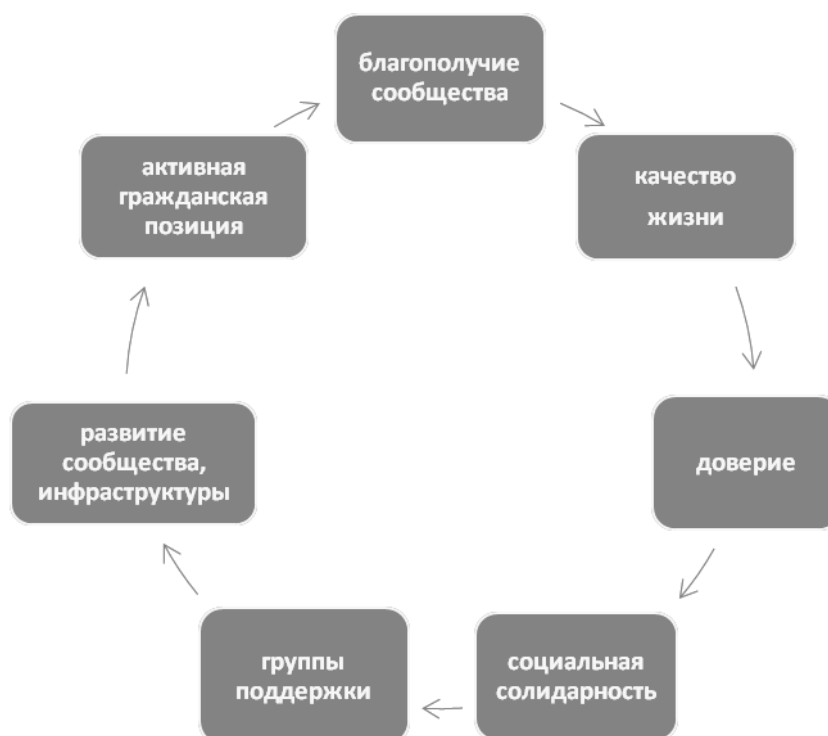 благополучие
сообщества
качество
жизни
доверие
социальная
солидарность
группы
поддержки
развитие
сообщества,
инфраструктуры
активная
гражданская
позиция